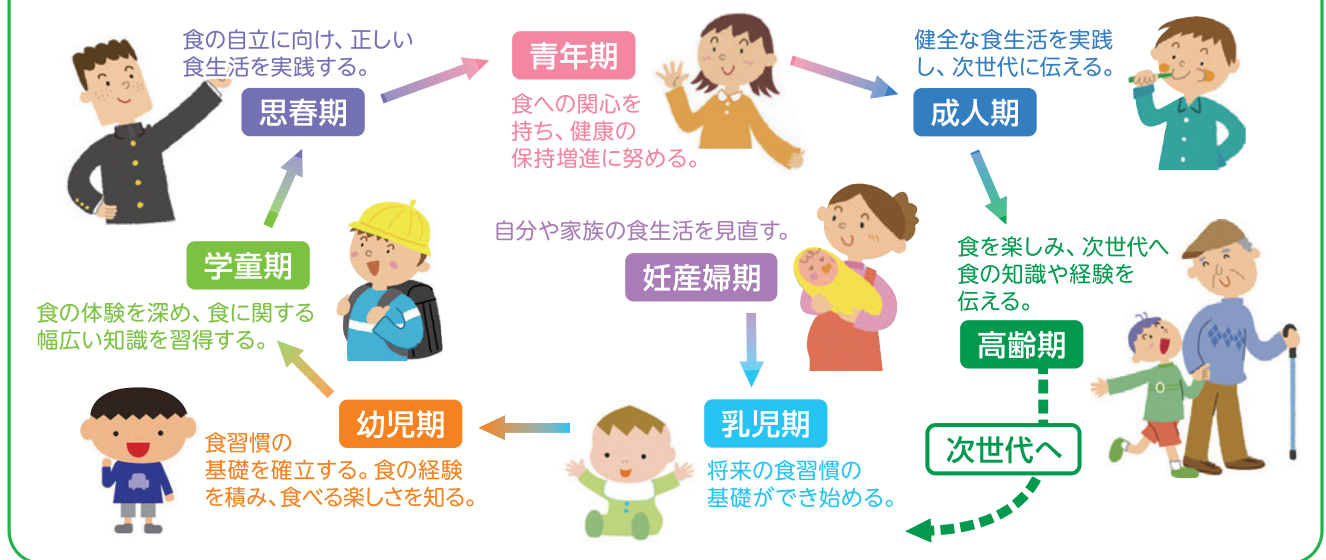 食の自立に向け、正しい
食生活を実践する。
思春期
青年期
食への関心を
持ち、健康の
保持増進に努める。
健全な食生活を実践
し、次世代に伝える。
成人期
学童期
食の体験を深め、食に関する
幅広い知識を習得する。
自分や家族の食生活を見直す。
妊産婦期
食を楽しみ、次世代へ
食の知識や経験を
伝える。
高齢期
幼児期
食習慣の
基礎を確立する。食の経験
を積み、食べる楽しさを知る。
乳児期
将来の食習慣の
基礎ができ始める。
次世代へ